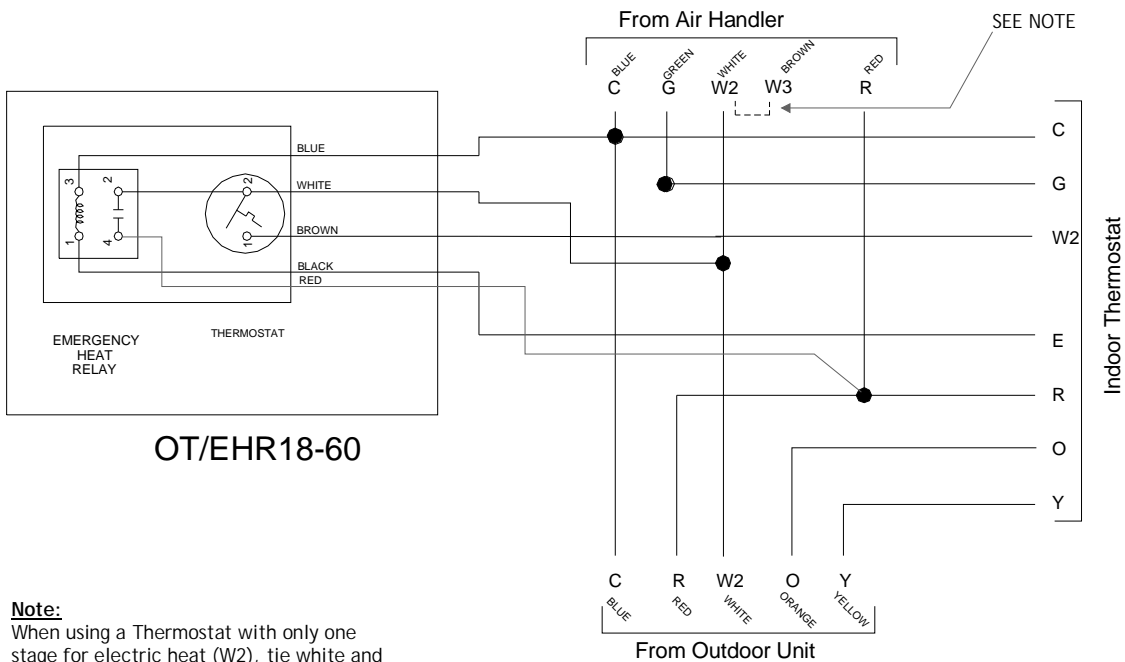 From Air Handler
SEE NOTE
BLUE GREEN WHITE BROWN RED
C G W2 W3 R
C
G
W2
E
R
O
Y
Indoor Thermostat
BLUE
WHITE
BROWN
BLACK
RED
3 2 2
1 4 1
EMERGENCY
HEAT
RELAY
THERMOSTAT
OT/EHR18-60
C R W2 O Y
BLUE RED WHITE ORANGE YELLOW
From Outdoor Unit
Note:
When using a Thermostat with only one
stage for electric heat (W2), tie white and